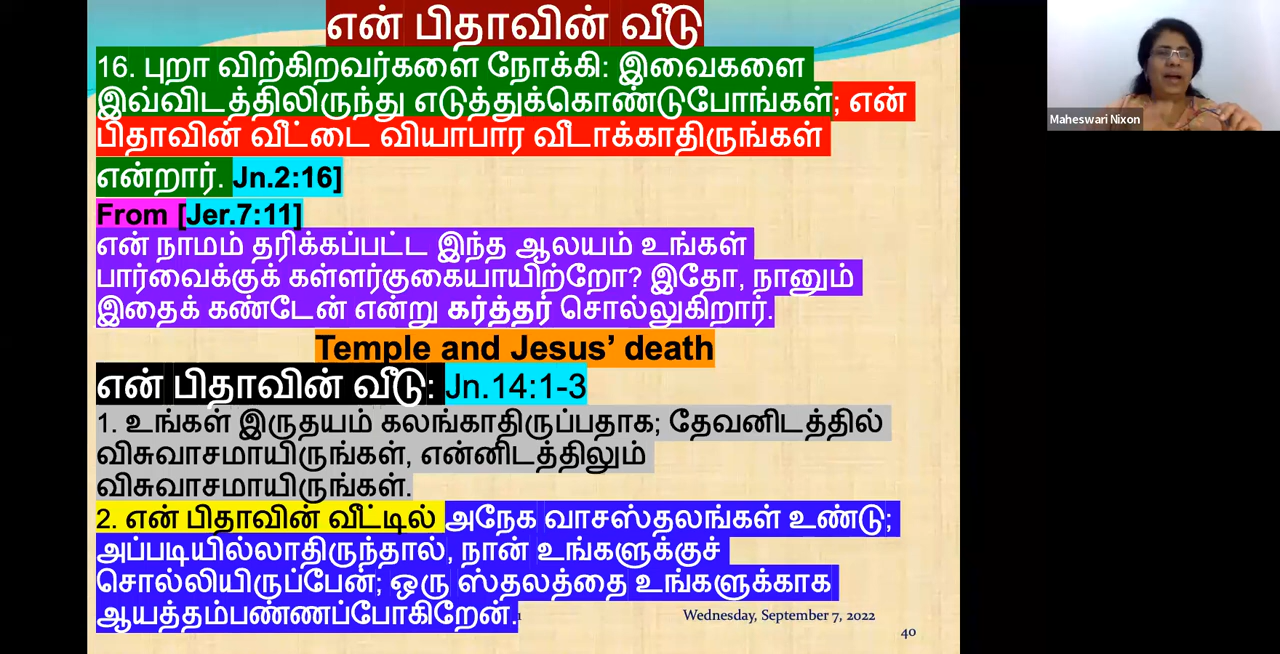 என் பிதாவின் வீடு
16. புறா விற்கிறவர்களை நோக்கி: இவைகளை
இவ்விடத்திலிருந்து எடுத்துக்கொண்டுபோங்கள்; என்
பிதாவின் வீட்டை வியாபார வீடாக்காதிருங்கள்
என்றார். Jn.2:16]
From [Jer.7:11]
என் நாமம் தரிக்கப்பட்ட இந்த ஆலயம் உங்கள்
பார்வைக்குக் கள்ளர்குகையாயிற்றோ? இதோ, நானும்
இதைக் கண்டேன் என்று கர்த்தர் சொல்லுகிறார்.
Temple and Jesus’ death
என் பிதாவின் வீடு: Jn.14:1-3
1. உங்கள் இருதயம் கலங்காதிருப்பதாக; தேவனிடத்தில்
விசுவாசமாயிருங்கள், என்னிடத்திலும்
விசுவாசமாயிருங்கள்.
2. என் பிதாவின் வீட்டில் அநேக வாசஸ்தலங்கள் உண்டு;
அப்படியில்லாதிருந்தால், நான் உங்களுக்குச்
சொல்லியிருப்பேன்; ஒரு ஸ்தலத்தை உங்களுக்காக
ஆயத்தம்பண்ணப்போகிறேன்.
Wednesday, September 7, 2022
40
Maheswari Nixon